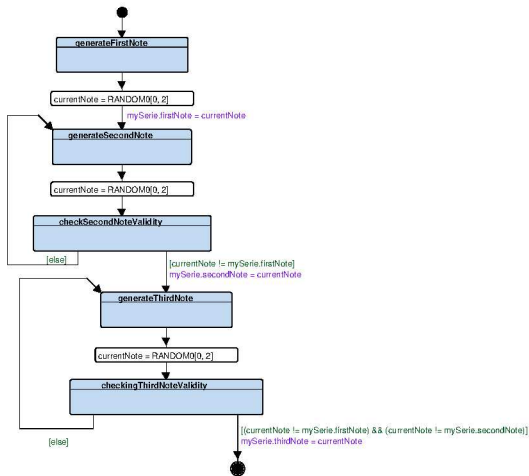 generateFirstNote
currentNote = RANDOM0[0, 2]
mySerie.firstNote = currentNote
generateSecondNote
currentNote = RANDOM0[0, 2]
checkSecondNoteValidity
[else]
[currentNote != mySerie.firstNote]
mySerie.secondNote = currentNote
generateThirdNote
currentNote = RANDOM0[0, 2]
checkingThirdNoteValidity
[else]
[(currentNote != mySerie.firstNote) && (currentNote != mySerie.secondNote)]
mySerie.thirdNote = currentNote